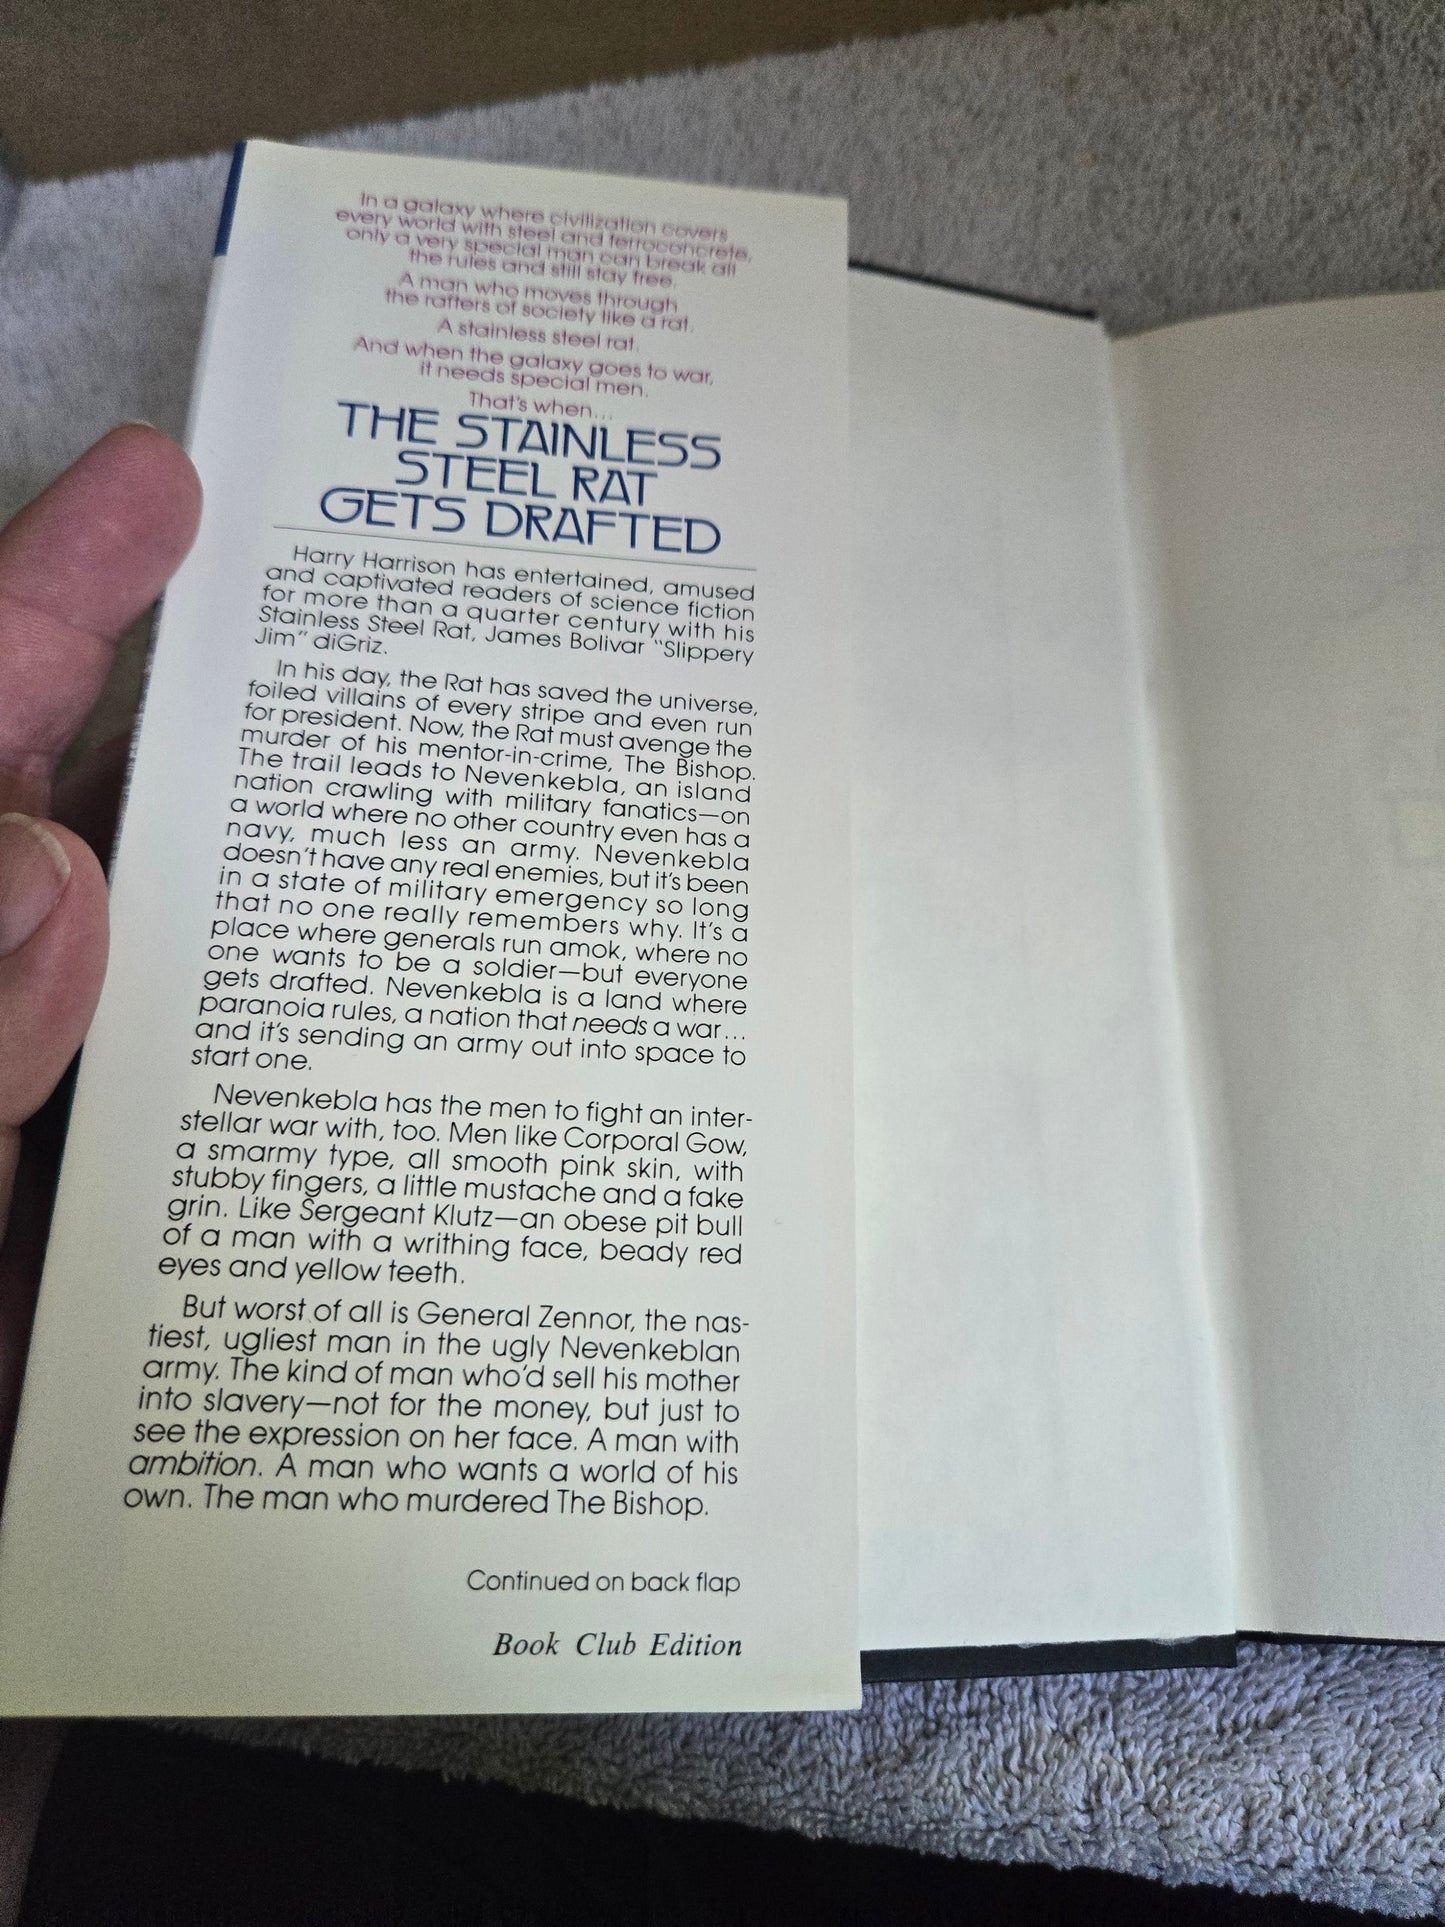 In a galaxy where civilization covers
every world with steel and ferroconcrete,
only a very special man can break all
the rules and still stay free.
A man who moves through
the rafters of society like a rat.
A stainless steel rat.
And when the galaxy goes to war,
it needs special men.
That's when...
THE STAINLESS
STEEL RAT
GETS DRAFTED
Harry Harrison has entertained, amused
and captivated readers of science fiction
for more than a quarter century with his
Stainless Steel Rat, James Bolivar "Slippery
Jim" diGriz.
In his day, the Rat has saved the universe,
foiled villains of every stripe and even run
for president. Now, the Rat must avenge the
murder of his mentor-in-crime, The Bishop.
The trail leads to Nevenkebla, an island
nation crawling with military fanatics—on
a world where no other country even has a
navy, much less an army. Nevenkebla
doesn't have any real enemies, but it's been
in a state of military emergency so long
that no one really remembers why. It's a
place where generals run amok, where no
one wants to be a soldier—but everyone
gets drafted. Nevenkebla is a land where
paranoia rules, a nation that needs a war...
and it's sending an army out into space to
start one.
Nevenkebla has the men to fight an inter-
stellar war with, too. Men like Corporal Gow,
a smarmy type, all smooth pink skin, with
stubby fingers, a little mustache and a fake
grin. Like Sergeant Klutz—an obese pit bull
of a man with a writhing face, beady red
eyes and yellow teeth.
But worst of all is General Zennor, the nas-
tiest, ugliest man in the ugly Nevenkeblan
army. The kind of man who'd sell his mother
into slavery—not for the money, but just to
see the expression on her face. A man with
ambition. A man who wants a world of his
own. The man who murdered The Bishop.
Continued on back flap
Book Club Edition